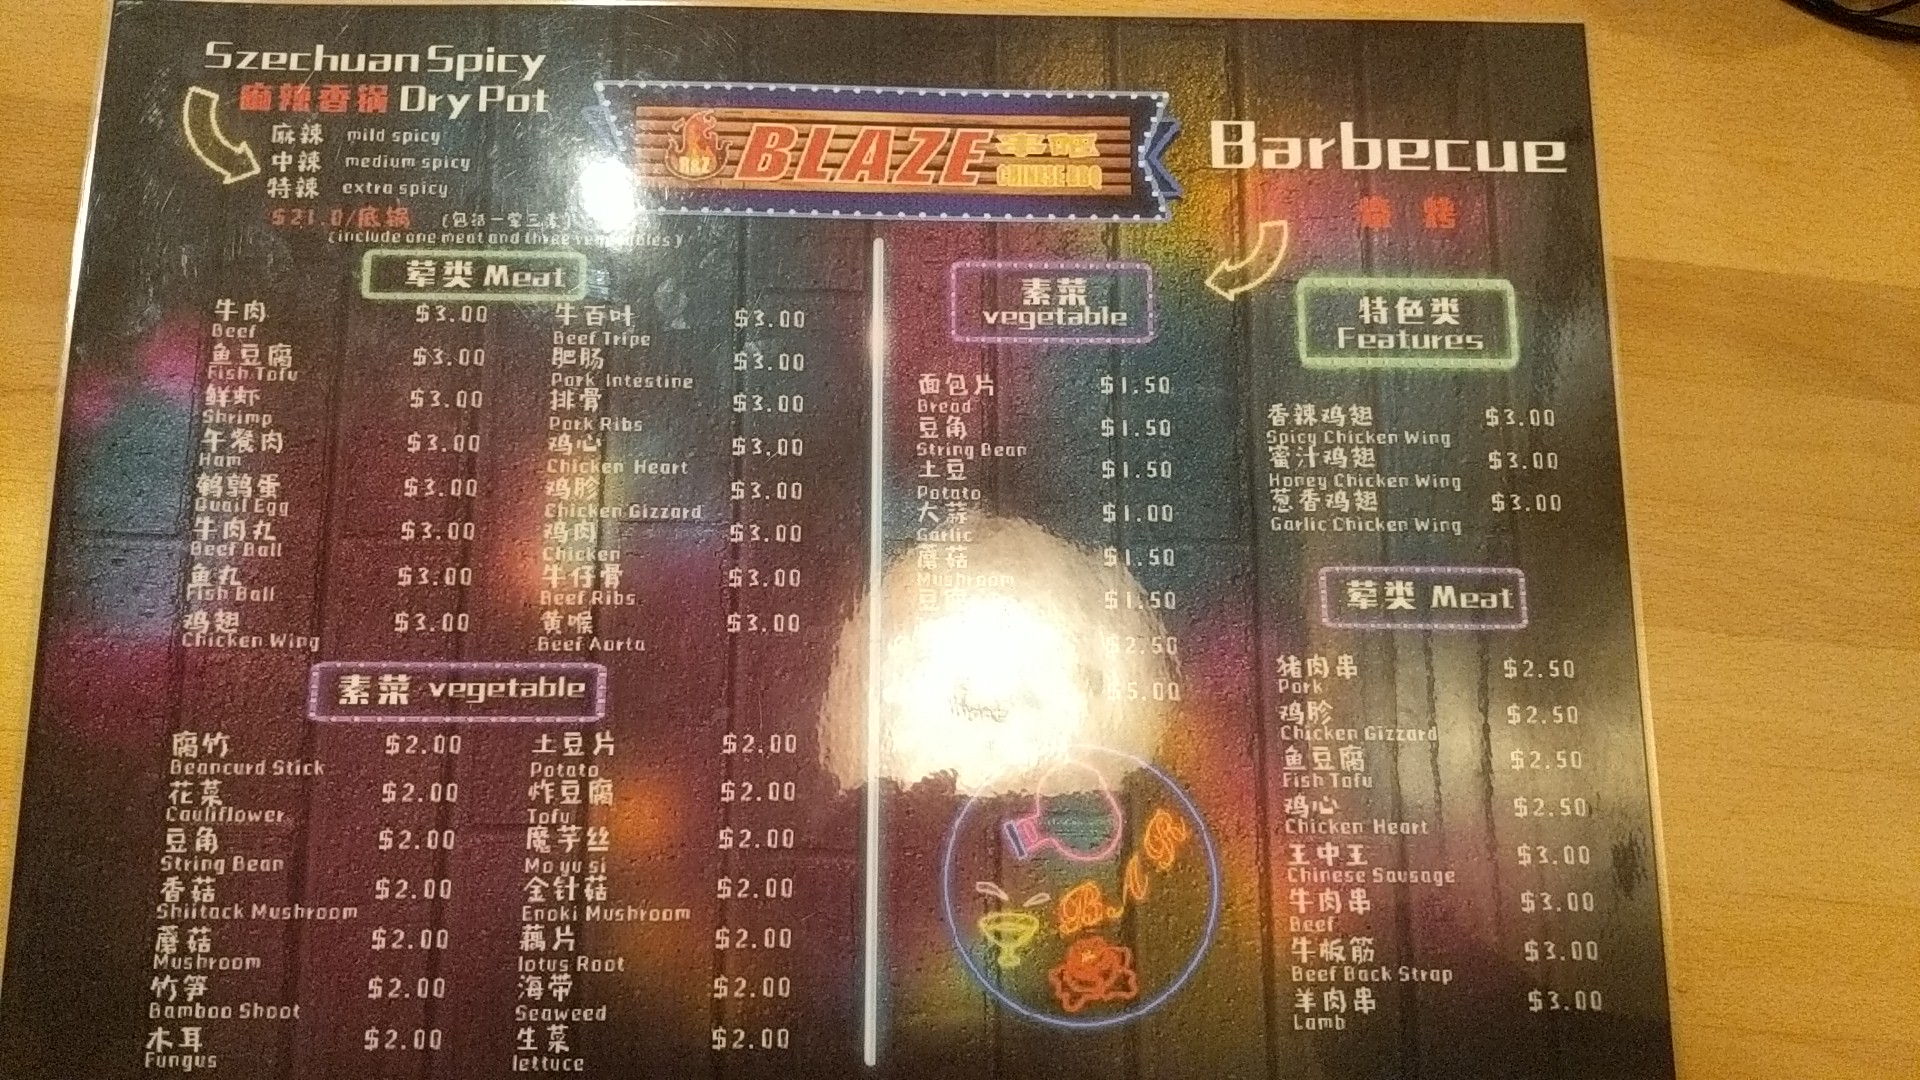 Szechuan Spicy
麻辣香锅 Dry Pot
麻辣 mild spicy
中辣 medium spicy
特辣 extra spicy
$21.0/底锅 (包括一荤三素
(include one meat and three vegetables)
BLAZE
CHINESE BBQ
B&Z
Barbecue
烧 烤
荤类 Meat
牛肉 $3.00
Beef
鱼豆腐 $3.00
Fish Tofu
鲜虾 $3.00
Shrimp
午餐肉 $3.00
Ham
鹌鹑蛋 $3.00
Quail Egg
牛肉丸 $3.00
Beef Ball
鱼丸 $3.00
Fish Ball
鸡翅 $3.00
Chicken Wing
牛百叶 $3.00
Beef Tripe
肥肠 $3.00
Pork Intestine
排骨 $3.00
Pork Ribs
鸡心 $3.00
Chicken Heart
鸡胗 $3.00
Chicken Gizzard
鸡肉 $3.00
Chicken
牛仔骨 $3.00
Beef Ribs
黄喉 $3.00
Beef Aorta
素菜 vegetable
腐竹 $2.00
Beancurd Stick
花菜 $2.00
Cauliflower
豆角 $2.00
String Bean
香菇 $2.00
Shiitack Mushroom
蘑菇 $2.00
Mushroom
竹笋 $2.00
Bamboo Shoot
木耳 $2.00
Fungus
土豆片 $2.00
Potato
炸豆腐 $2.00
Tofu
魔芋丝 $2.00
Mo yu si
金针菇 $2.00
Enoki Mushroom
藕片 $2.00
lotus Root
海带 $2.00
Seaweed
生菜 $2.00
lettuce
素菜
vegetable
面包片 $1.50
Bread
豆角 $1.50
String Bean
土豆 $1.50
Potato
大蒜 $1.00
Garlic
蘑菇 $1.50
Mushroom
豆 $1.50
$2.50
$5.00
BAR
特色类
Features
香辣鸡翅 $3.00
Spicy Chicken Wing
蜜汁鸡翅 $3.00
Honey Chicken Wing
葱香鸡翅 $3.00
Garlic Chicken Wing
荤类 Meat
猪肉串 $2.50
Pork
鸡胗 $2.50
Chicken Gizzard
鱼豆腐 $2.50
Fish Tofu
鸡心 $2.50
Chicken Heart
王中王 $3.00
Chinese Sausage
牛肉串 $3.00
Beef
牛板筋 $3.00
Beef Back Strap
羊肉串 $3.00
Lamb